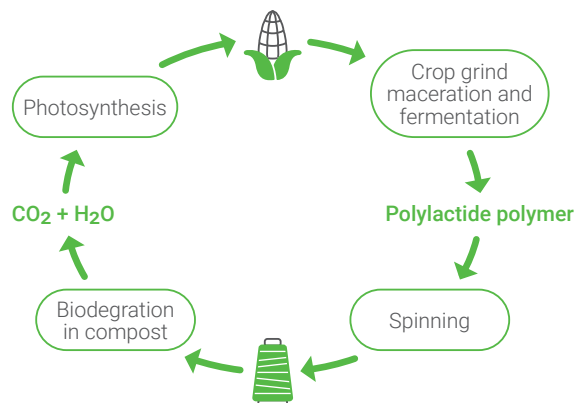 Photosynthesis
Crop grind
maceration and
fermentation
CO2 + H2O
Polylactide polymer
Biodegration
in compost
Spinning